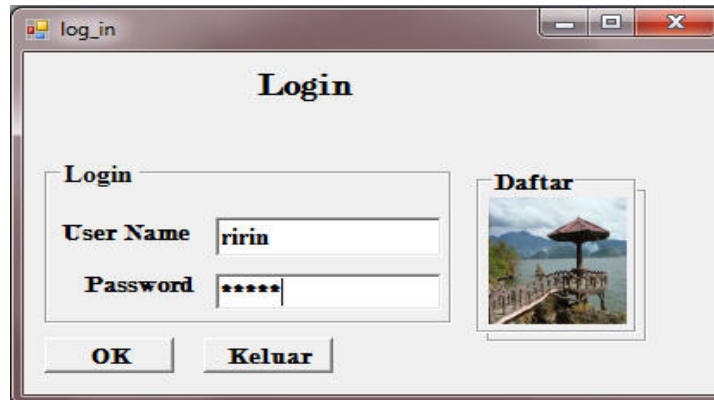 log_in
Login
Login
Daftar
User Name ririn
Password *****
OK Keluar